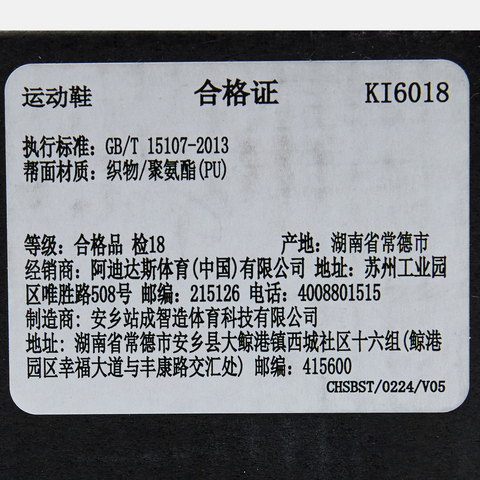 运动鞋 合格证 KI6018
执行标准: GB/T 15107-2013
帮面材质: 织物/聚氨酯(PU)
等级: 合格品 检18 产地: 湖南省常德市
经销商: 阿迪达斯体育(中国)有限公司 地址: 苏州工业园
区唯胜路508号 邮编: 215126 电话: 4008801515
制造商: 安乡站成智造体育科技有限公司
地址: 湖南省常德市安乡县大鲸港镇西城社区十六组(鲸港
园区幸福大道与丰康路交汇处) 邮编: 415600
CHSBST/0224/V05